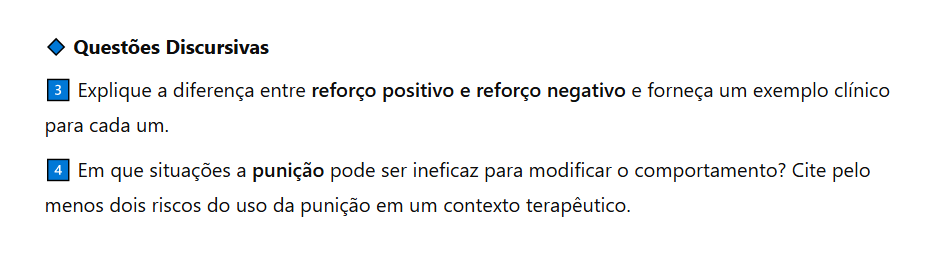 🔷 Questões Discursivas
3️⃣ Explique a diferença entre reforço positivo e reforço negativo e forneça um exemplo clínico
para cada um.
4️⃣ Em que situações a punição pode ser ineficaz para modificar o comportamento? Cite pelo
menos dois riscos do uso da punição em um contexto terapêutico.